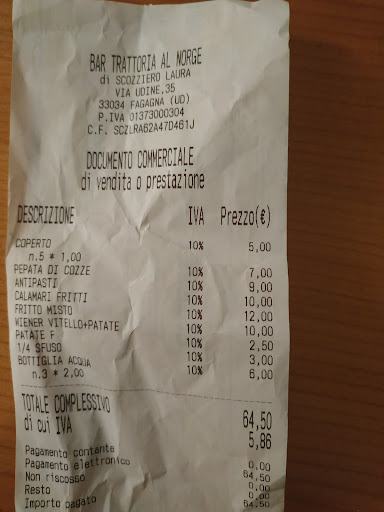 BAR TRATTORIA AL NORGE
di SCOZZIERO LAURA
VIA UDINE,35
33034 FAGAGNA (UD)
P.IVA 01373000304
C.F. SCZLRA62A47D461J
DOCUMENTO COMMERCIALE
di vendita o prestazione
DESCRIZIONE IVA Prezzo(€)
COPERTO 10% 5,00
n.5 * 1,00
PEPATA DI COZZE 10% 7,00
ANTIPASTI 10% 9,00
CALAMARI FRITTI 10% 10,00
FRITTO MISTO 10% 12,00
WIENER VITELLO+PATATE 10% 10,00
PATATE F 10% 2,50
1/4 SFUSO 10% 3,00
BOTTIGLIA ACQUA 10% 6,00
n.3 * 2,00
TOTALE COMPLESSIVO 64,50
di cui IVA 5,86
Pagamento contante 0,00
Pagamento elettronico 64,50
Non riscosso 0,00
Resto 0,00
Importo pagato 64,50